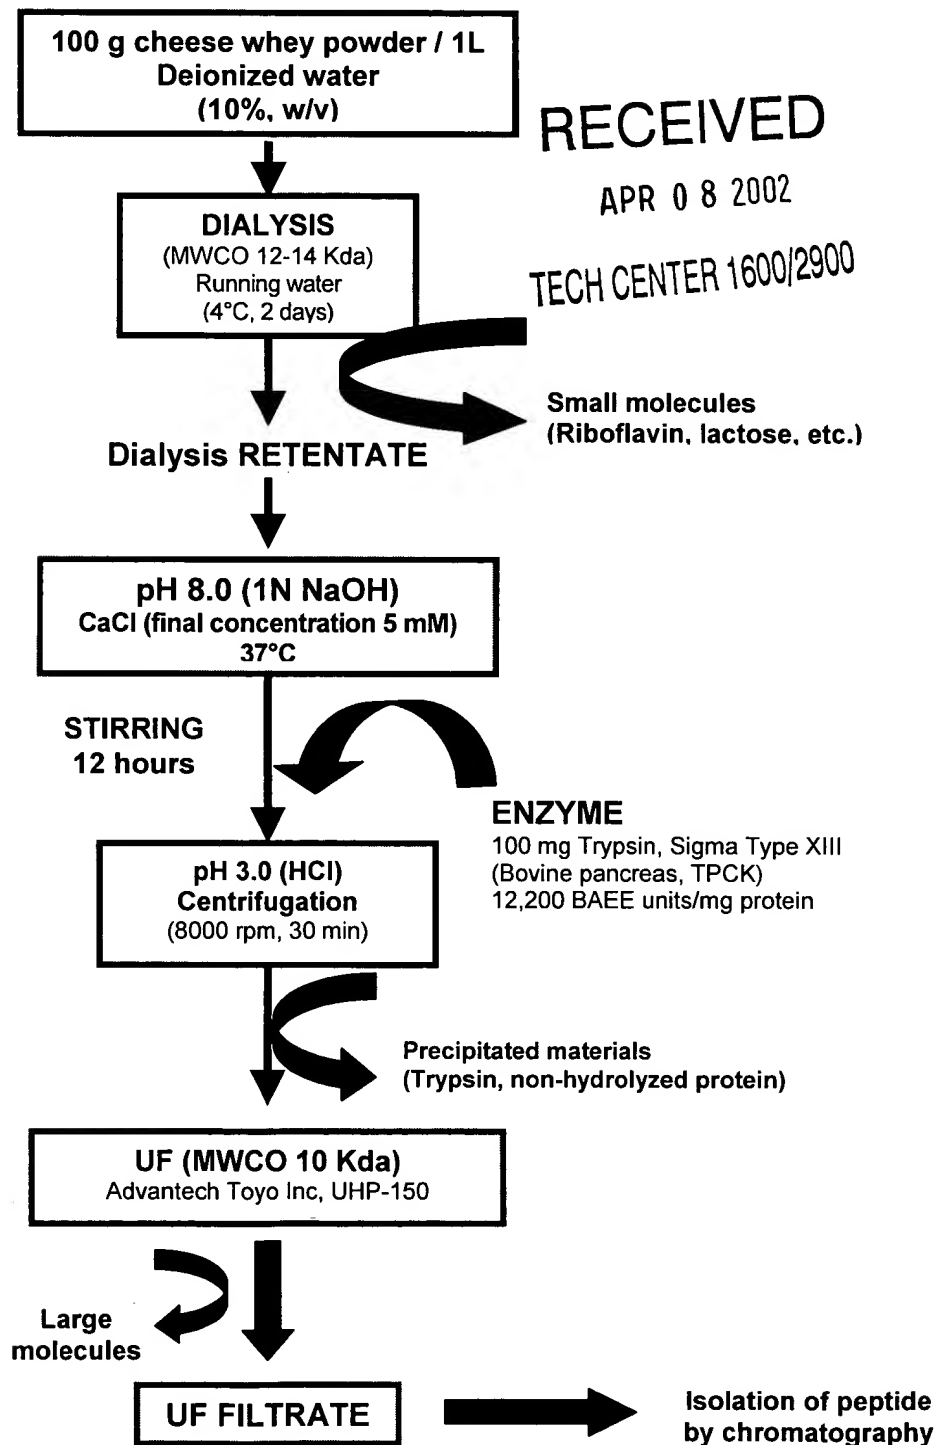 100 g cheese whey powder / 1L
Deionized water
(10%, w/v)
RECEIVED
APR 0 8 2002
TECH CENTER 1600/2900
DIALYSIS
(MWCO 12-14 Kda)
Running water
(4°C, 2 days)
Small molecules
(Riboflavin, lactose, etc.)
Dialysis RETENTATE
pH 8.0 (1N NaOH)
CaCl (final concentration 5 mM)
37°C
STIRRING
12 hours
ENZYME
100 mg Trypsin, Sigma Type XIII
(Bovine pancreas, TPCK)
12,200 BAEE units/mg protein
pH 3.0 (HCl)
Centrifugation
(8000 rpm, 30 min)
Precipitated materials
(Trypsin, non-hydrolyzed protein)
UF (MWCO 10 Kda)
Advantech Toyo Inc, UHP-150
Large
molecules
UF FILTRATE
Isolation of peptide
by chromatography